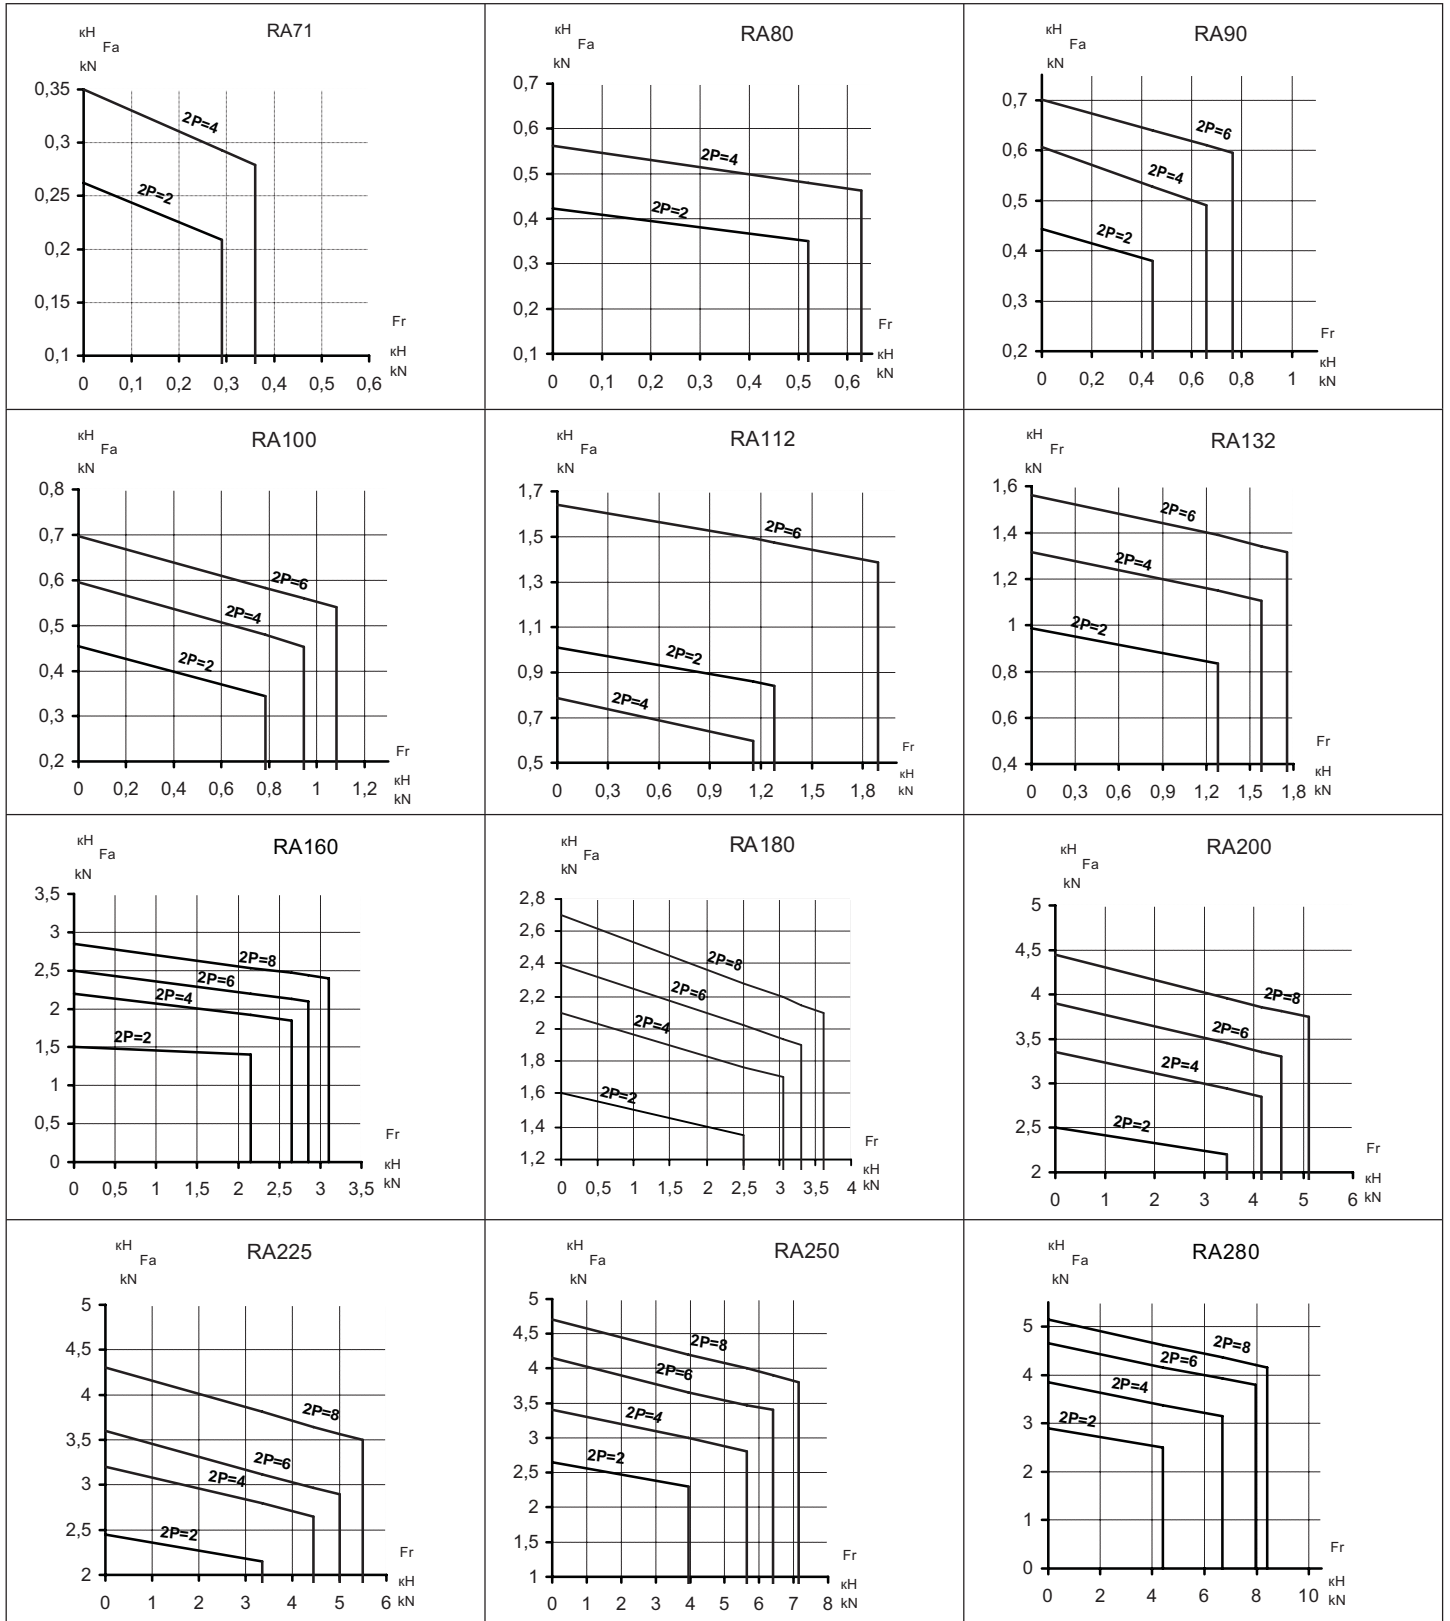 RA71
кН
Fa
kN
0,35
0,3
0,25
0,2
0,15
0,1
2P=4
2P=2
Fr
кН
kN
0 0,1 0,2 0,3 0,4 0,5 0,6
RA80
кН
Fa
kN
0,7
0,6
0,5
0,4
0,3
0,2
0,1
2P=4
2P=2
Fr
кН
kN
0 0,1 0,2 0,3 0,4 0,5 0,6
RA90
кН
Fa
kN
0,7
0,6
0,5
0,4
0,3
0,2
2P=6
2P=4
2P=2
Fr
кН
kN
0 0,2 0,4 0,6 0,8 1
RA100
кН
Fa
kN
0,8
0,7
0,6
0,5
0,4
0,3
0,2
2P=6
2P=4
2P=2
Fr
кН
kN
0 0,2 0,4 0,6 0,8 1 1,2
RA112
кН
Fa
kN
1,7
1,5
1,3
1,1
0,9
0,7
0,5
2P=6
2P=2
2P=4
Fr
кН
kN
0 0,3 0,6 0,9 1,2 1,5 1,8
RA132
кН
Fr
kN
1,6
1,4
1,2
1
0,8
0,6
0,4
2P=6
2P=4
2P=2
Fr
кН
kN
0 0,3 0,6 0,9 1,2 1,5 1,8
RA160
кН
Fa
kN
3,5
3
2,5
2
1,5
1
0,5
0
2P=8
2P=6
2P=4
2P=2
Fr
кН
kN
0 0,5 1 1,5 2 2,5 3 3,5
RA180
кН
Fa
kN
2,8
2,6
2,4
2,2
2
1,8
1,6
1,4
1,2
2P=8
2P=6
2P=4
2P=2
Fr
кН
kN
0 0,5 1 1,5 2 2,5 3 3,5 4
RA200
кН
Fa
kN
5
4,5
4
3,5
3
2,5
2
2P=8
2P=6
2P=4
2P=2
Fr
кН
kN
0 1 2 3 4 5 6
RA225
кН
Fa
kN
5
4,5
4
3,5
3
2,5
2
2P=8
2P=6
2P=4
2P=2
Fr
кН
kN
0 1 2 3 4 5 6
RA250
кН
Fa
kN
5
4,5
4
3,5
3
2,5
2
1,5
1
2P=8
2P=6
2P=4
2P=2
Fr
кН
kN
0 1 2 3 4 5 6 7 8
RA280
кН
Fa
kN
5
4
3
2
1
0
2P=8
2P=6
2P=4
2P=2
Fr
кН
kN
0 2 4 6 8 10